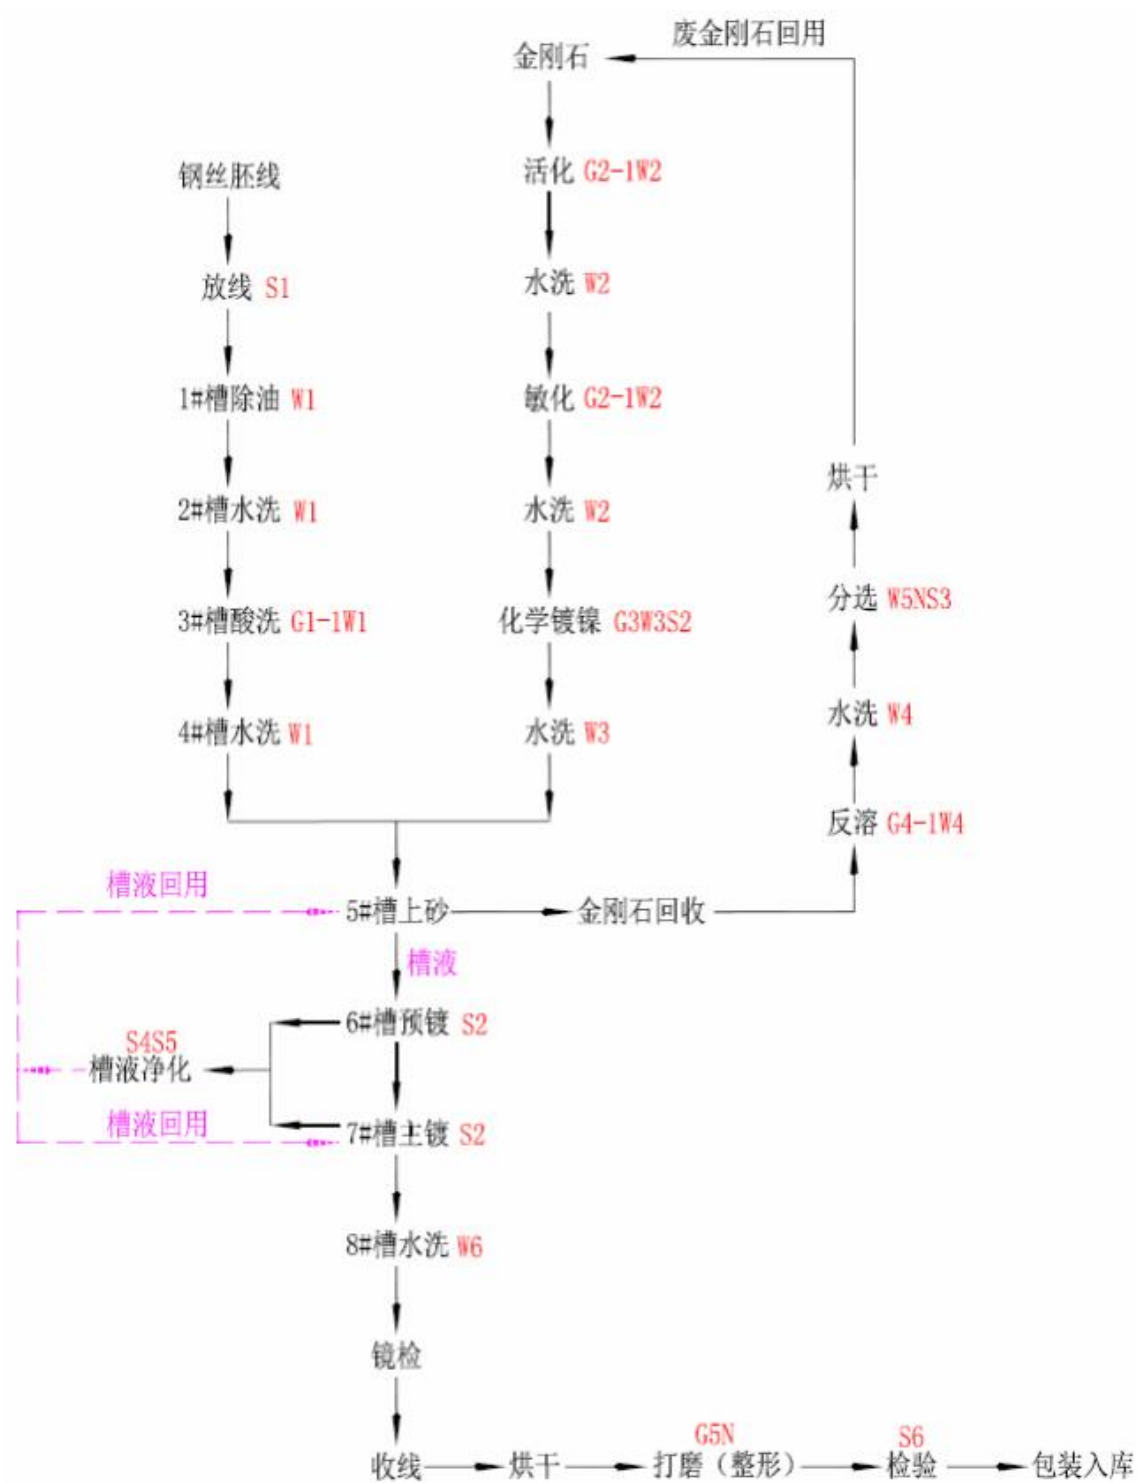 废金刚石回用
金刚石
钢丝胚线
活化 G2-1W2
放线 S1
水洗 W2
1#槽除油 W1
敏化 G2-1W2
烘干
2#槽水洗 W1
水洗 W2
分选 W5NS3
3#槽酸洗 G1-1W1
化学镀镍 G3W3S2
水洗 W4
4#槽水洗 W1
水洗 W3
反溶 G4-1W4
槽液回用
5#槽上砂
金刚石回收
槽液
6#槽预镀 S2
S4S5
槽液净化
槽液回用
7#槽主镀 S2
8#槽水洗 W6
镜检
G5N
S6
收线
烘干
打磨（整形）
检验
包装入库